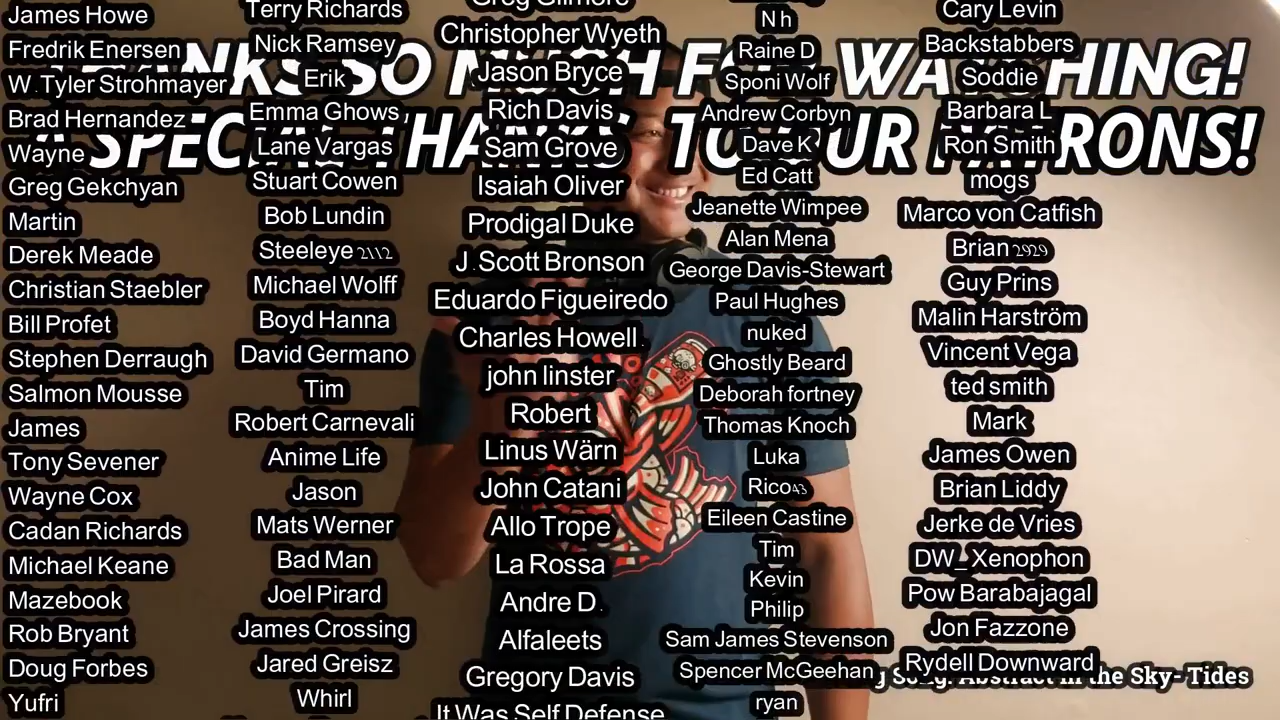 THANKS SO MUCH FOR WATCHING!
A SPECIAL THANKS TO OUR PATRONS!
James Howe
Fredrik Enersen
W.Tyler Strohmayer
Brad Hernandez
Wayne
Greg Gekchyan
Martin
Derek Meade
Christian Staebler
Bill Profet
Stephen Derraugh
Salmon Mousse
James
Tony Sevener
Wayne Cox
Cadan Richards
Michael Keane
Mazebook
Rob Bryant
Doug Forbes
Yufri
Terry Richards
Nick Ramsey
Erik
Emma Ghows
Lane Vargas
Stuart Cowen
Bob Lundin
Steeleye 2112
Michael Wolff
Boyd Hanna
David Germano
Tim
Robert Carnevali
Anime Life
Jason
Mats Werner
Bad Man
Joel Pirard
James Crossing
Jared Greisz
Whirl
Greg Gilmore
Christopher Wyeth
Jason Bryce
Rich Davis
Sam Grove
Isaiah Oliver
Prodigal Duke
J.Scott Bronson
Eduardo Figueiredo
Charles Howell
john linster
Robert
Linus Wärn
John Catani
Allo Trope
La Rossa
Andre D.
Alfaleets
Gregory Davis
It Was Self Defense
N h
Raine D
Sponi Wolf
Andrew Corbyn
Dave K
Ed Catt
Jeanette Wimpee
Alan Mena
George Davis-Stewart
Paul Hughes
nuked
Ghostly Beard
Deborah fortney
Thomas Knoch
Luka
Rico43
Eileen Castine
Tim
Kevin
Philip
Sam James Stevenson
Spencer McGeehan
ryan
Cary Levin
Backstabbers
Soddie
Barbara L
Ron Smith
mogs
Marco von Catfish
Brian 2929
Guy Prins
Malin Harström
Vincent Vega
ted smith
Mark
James Owen
Brian Liddy
Jerke de Vries
DW_Xenophon
Pow Barabajagal
Jon Fazzone
Rydell Downward
Song: Abstract in the Sky- Tides